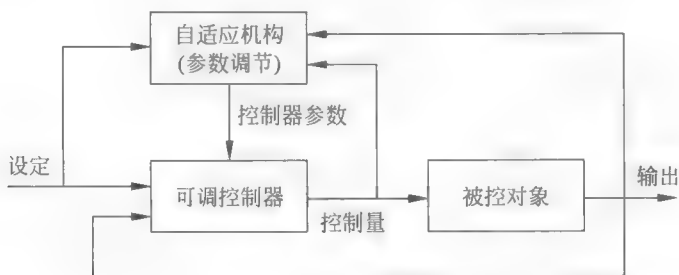 自适应机构
(参数调节)
控制器参数
设定
可调控制器
控制量
被控对象
输出